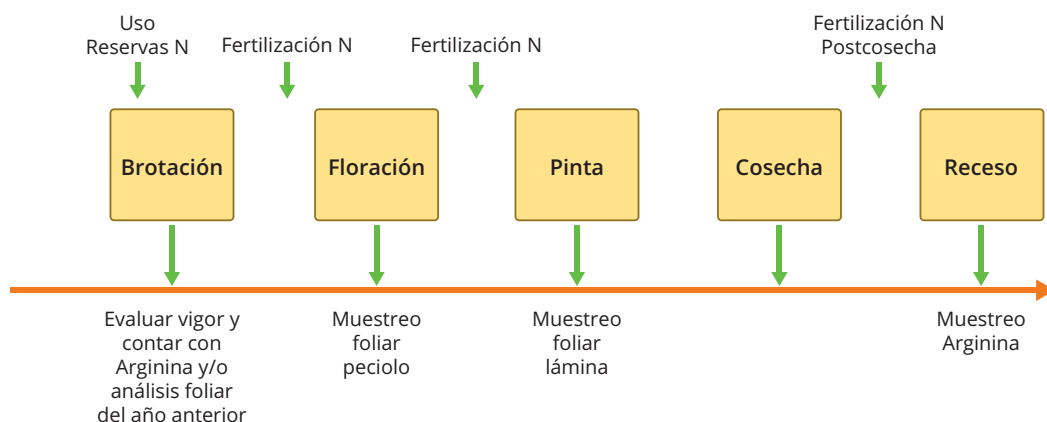 Uso
Reservas N
Fertilización N
Fertilización N
Fertilización N
Postcosecha
Brotación
Floración
Pinta
Cosecha
Receso
Evaluar vigor y
contar con
Arginina y/o
análisis foliar
del año anterior
Muestreo
foliar
peciolo
Muestreo
foliar
lámina
Muestreo
Arginina